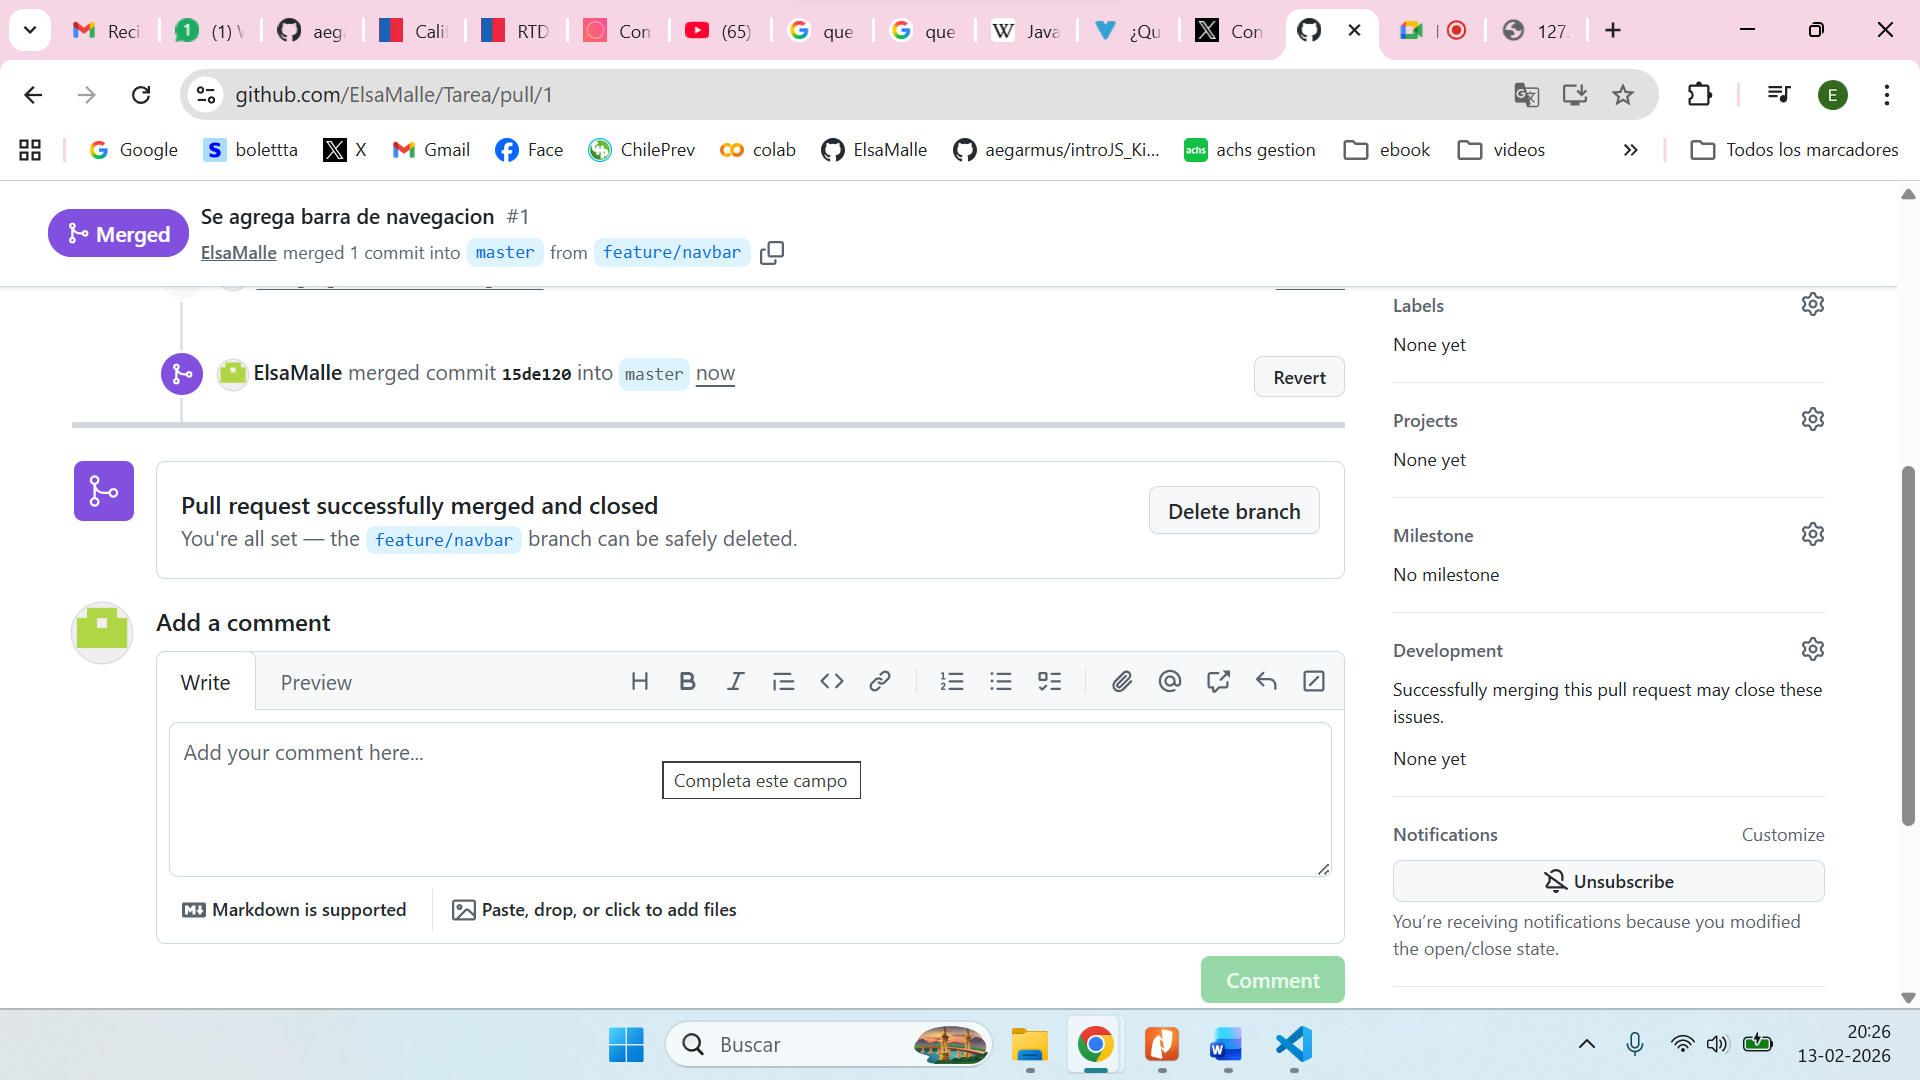 Reci
(1) W
aega
Cali
RTD
Con
(65)
que
que
Java
¿Qu
Con
127.
github.com/ElsaMalle/Tarea/pull/1
E
Google
bolettta
X
Gmail
Face
ChilePrev
colab
ElsaMalle
aegarmus/introJS_Ki...
achs gestion
ebook
videos
Todos los marcadores
Merged
Se agrega barra de navegacion #1
ElsaMalle merged 1 commit into master from feature/navbar
ElsaMalle merged commit 15de120 into master now
Revert
Pull request successfully merged and closed
You're all set — the feature/navbar branch can be safely deleted.
Delete branch
Add a comment
Write
Preview
Add your comment here...
Completa este campo
Markdown is supported
Paste, drop, or click to add files
Comment
Labels
None yet
Projects
None yet
Milestone
No milestone
Development
Successfully merging this pull request may close these
issues.
None yet
Notifications
Customize
Unsubscribe
You're receiving notifications because you modified
the open/close state.
Buscar
20:26
13-02-2026